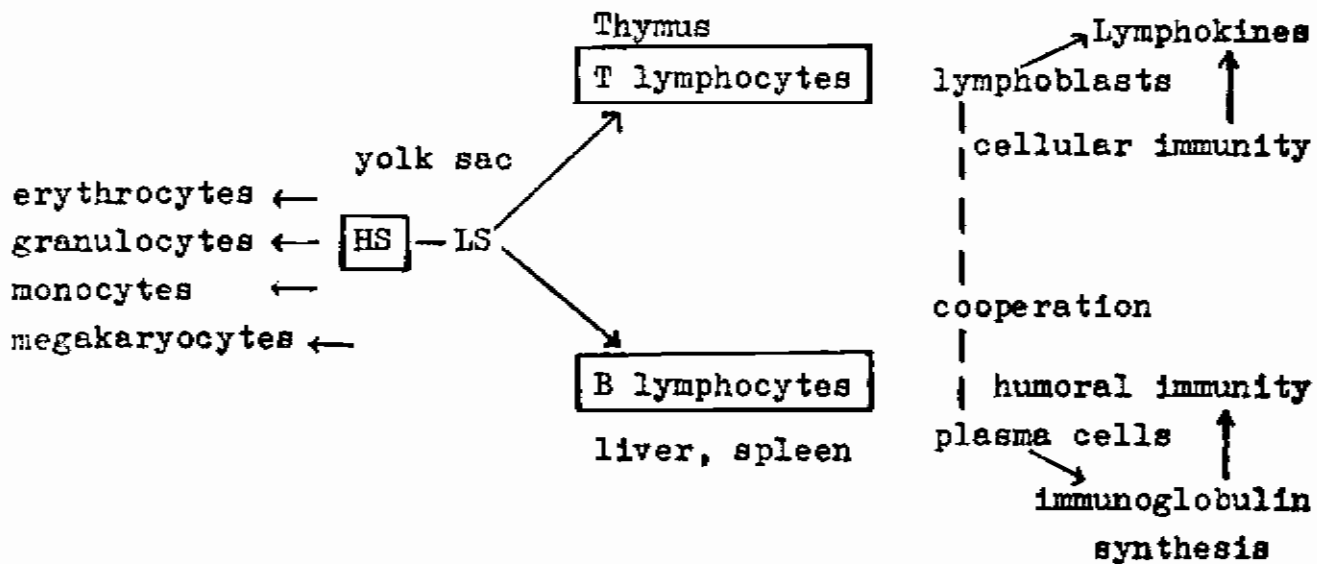 Thymus
T lymphocytes
Lymphokines
lymphoblasts
cellular immunity
yolk sac
erythrocytes
granulocytes
monocytes
megakaryocytes
HS
LS
cooperation
B lymphocytes
liver, spleen
humoral immunity
plasma cells
immunoglobulin
synthesis